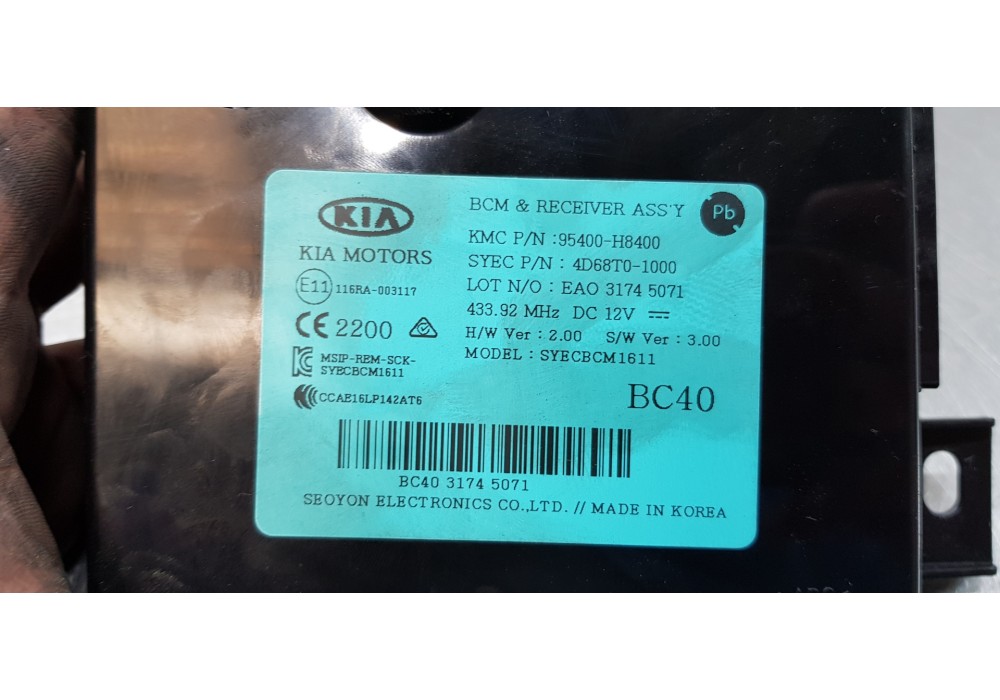 KIA
KIA MOTORS
E11 116RA-003117
CE 2200
MSIP-REM-SCK-
SYECBCM1611
CCAE16LP142AT6
BCM & RECEIVER ASS'Y
Pb
KMC P/N :95400-H8400
SYEC P/N : 4D68T0-1000
LOT N/O : EAO 3174 5071
433.92 MHz DC 12V
H/W Ver : 2.00 S/W Ver : 3.00
MODEL : SYECBCM1611
BC40
BC40 3174 5071
SEOYON ELECTRONICS CO.,LTD. // MADE IN KOREA